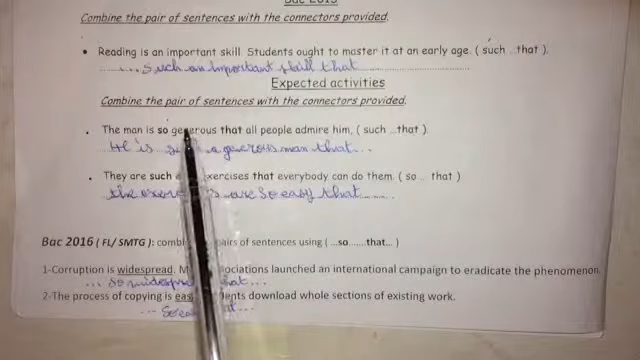 Bac 2015
Combine the pair of sentences with the connectors provided.
• Reading is an important skill. Students ought to master it at an early age. ( such ...that ).
... Such an important skill that
Expected activities
Combine the pair of sentences with the connectors provided.
• The man is so generous that all people admire him, ( such ...that ).
He is such a generous man that...
• They are such exercises that everybody can do them. ( so... that )
the are so easy that
Bac 2016 ( FL/ SMTG ): pairs of sentences using ( ...so.......that... )
1-Corruption is widespread. associations launched an international campaign to eradicate the phenomenon.
... so widespread that...
2-The process of copying is download whole sections of existing work.